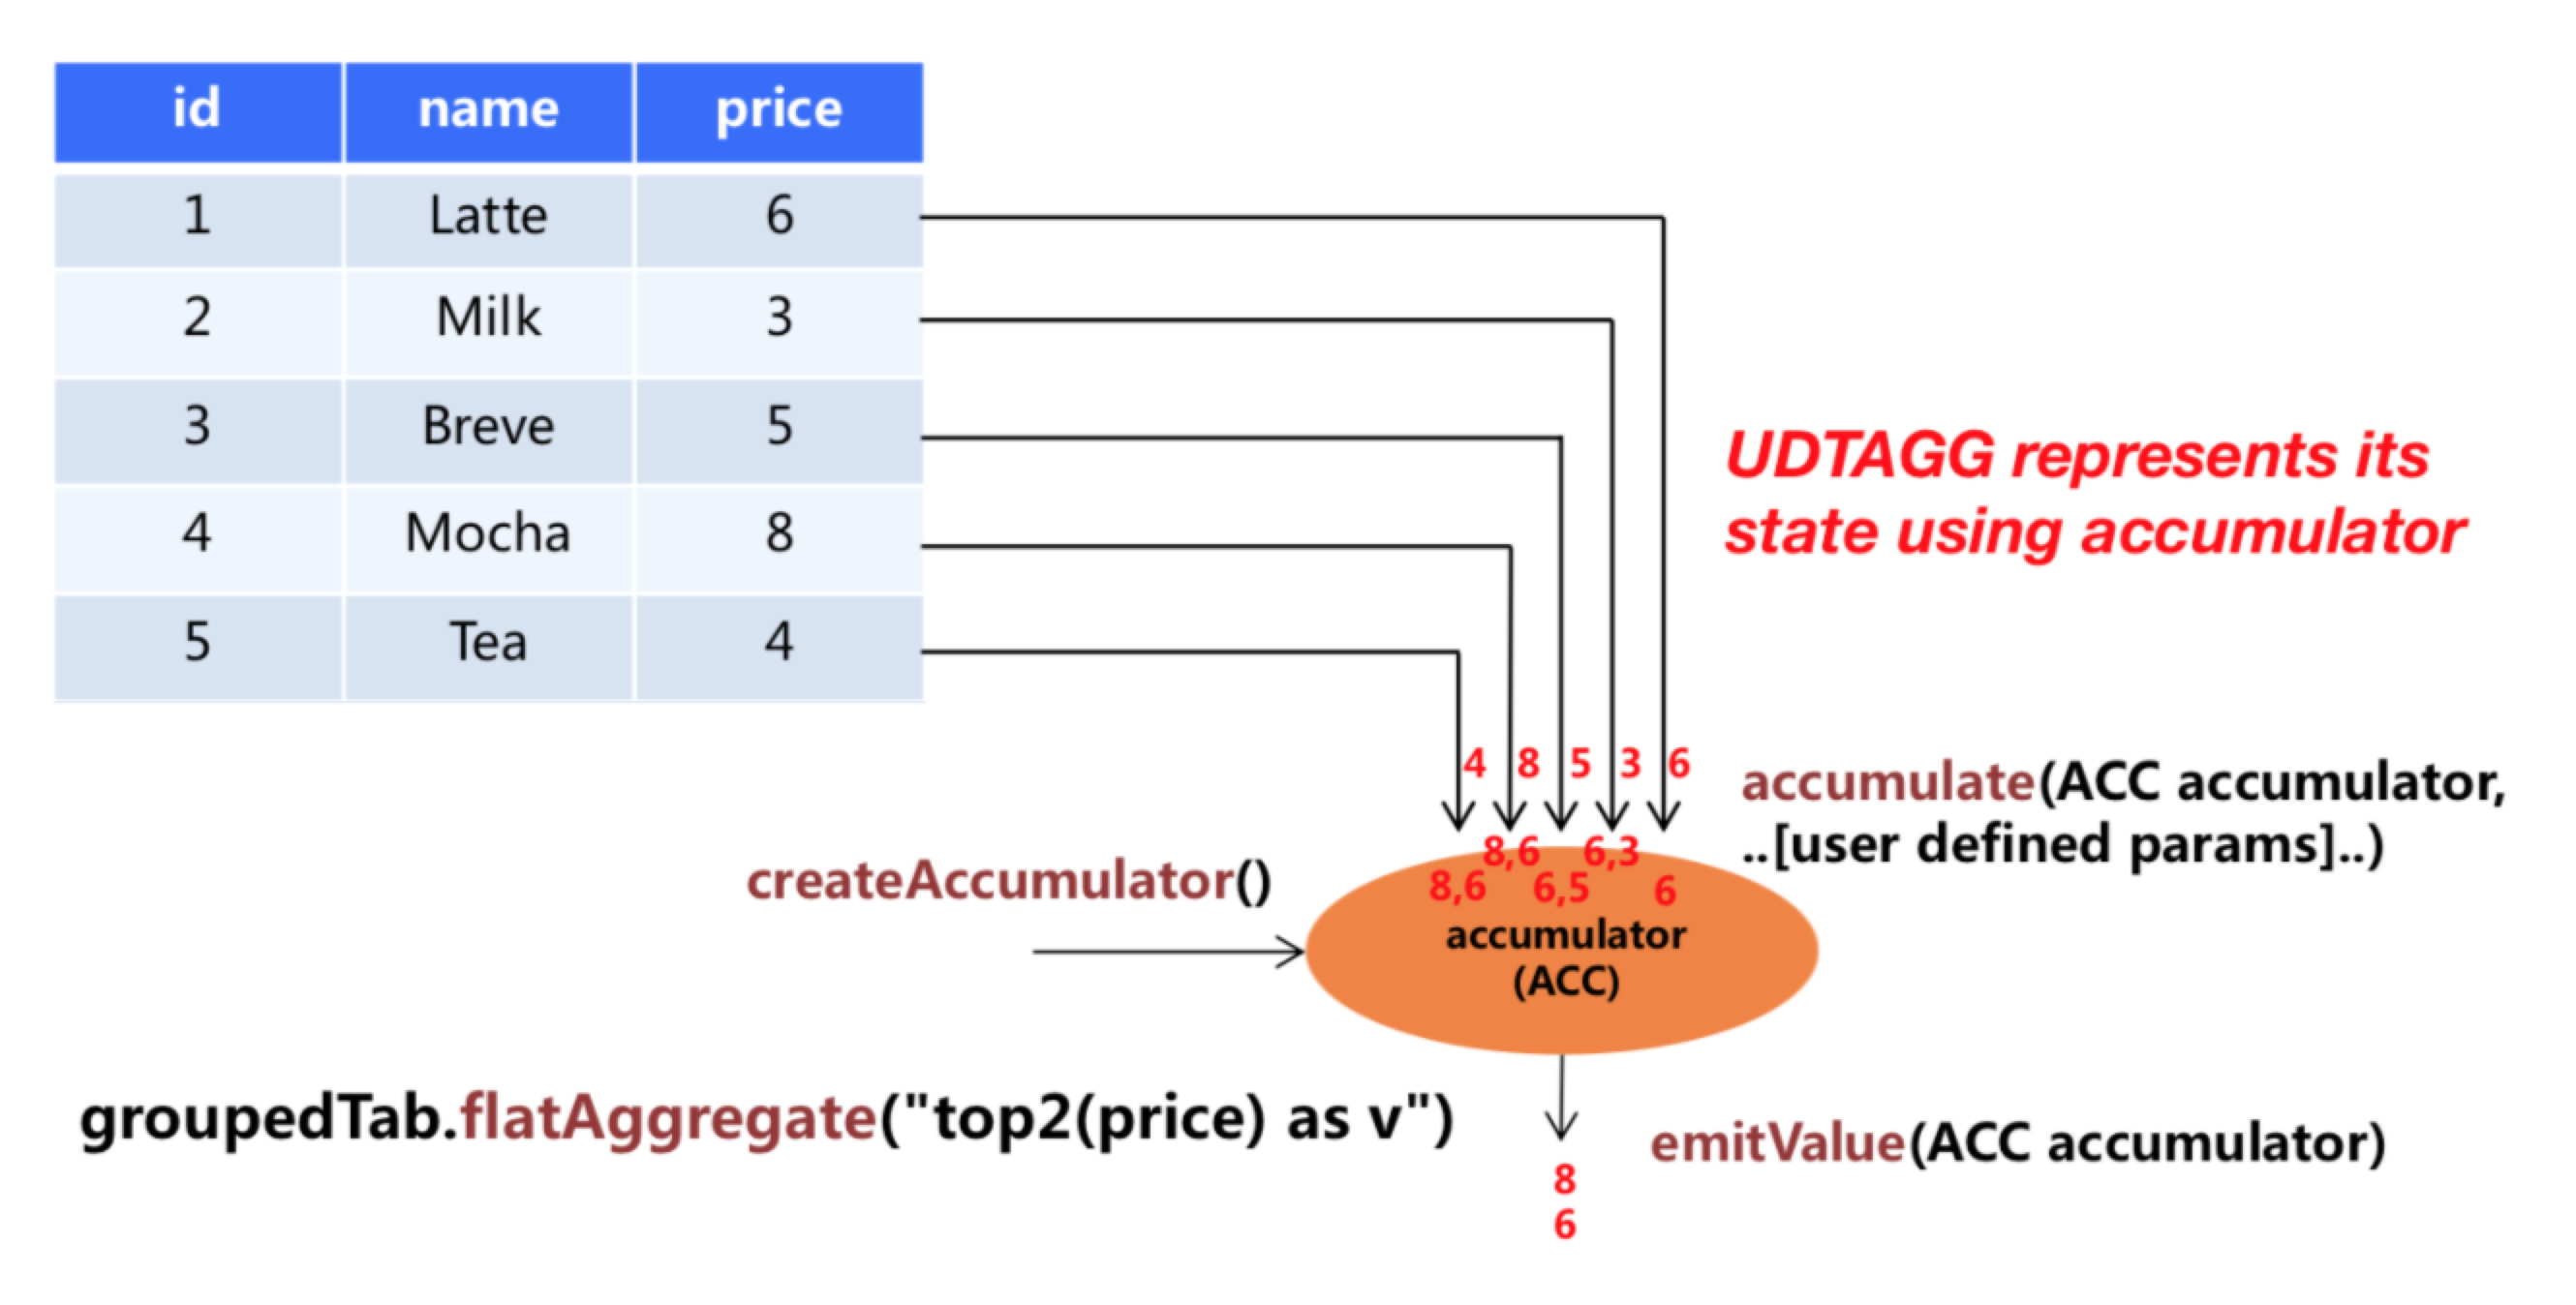 id name price
1 Latte 6
2 Milk 3
3 Breve 5
4 Mocha 8
5 Tea 4
UDTAGG represents its
state using accumulator
4 8 5 3 6
accumulate(ACC accumulator,
..[user defined params]..)
8,6 6,3
8,6 6,5 6
createAccumulator()
accumulator
(ACC)
groupedTab.flatAggregate("top2(price) as v")
emitValue(ACC accumulator)
8
6